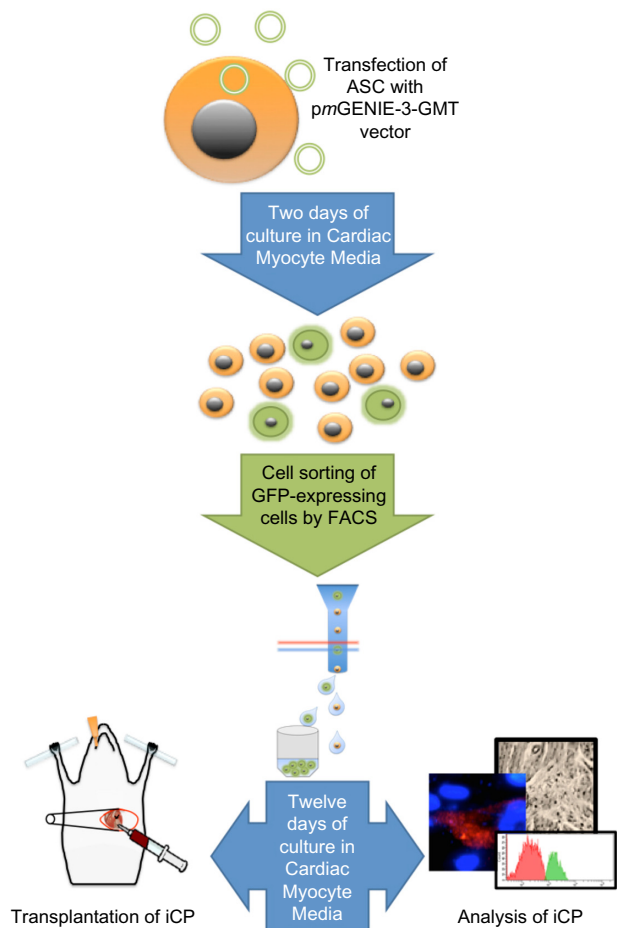 Transfection of
ASC with
pmGENIE-3-GMT
vector
Two days of
culture in Cardiac
Myocyte Media
Cell sorting of
GFP-expressing
cells by FACS
Twelve
days of
culture in
Cardiac
Myocyte
Media
Transplantation of iCP
Analysis of iCP